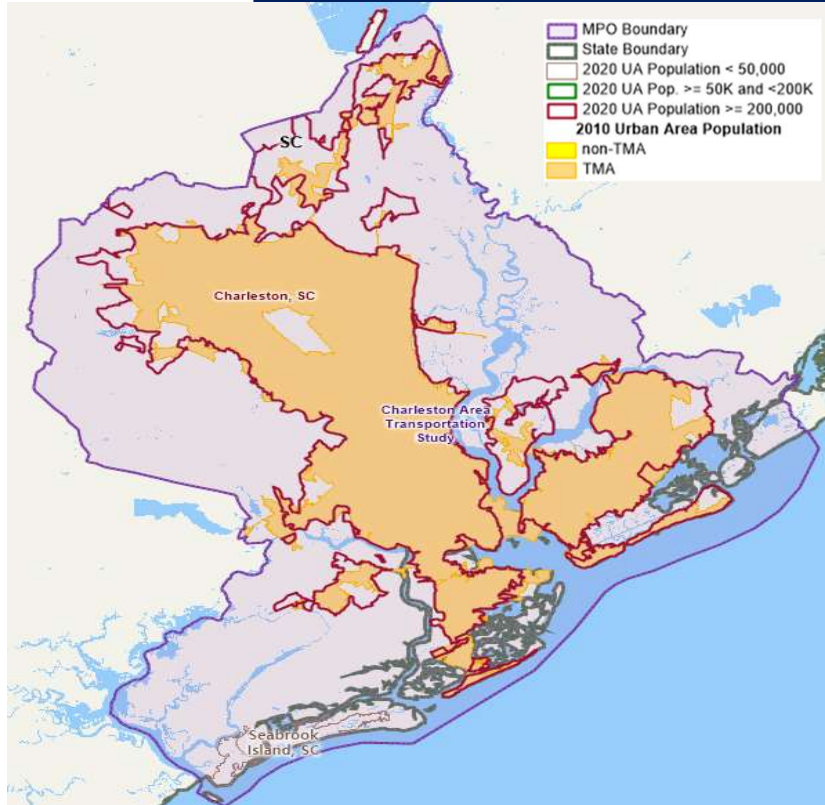 MPO Boundary
State Boundary
2020 UA Population < 50,000
2020 UA Pop. >= 50K and <200K
2020 UA Population >= 200,000
2010 Urban Area Population
non-TMA
TMA
SC
Charleston, SC
Charleston Area
Transportation
Study
Seabrook
Island, SC